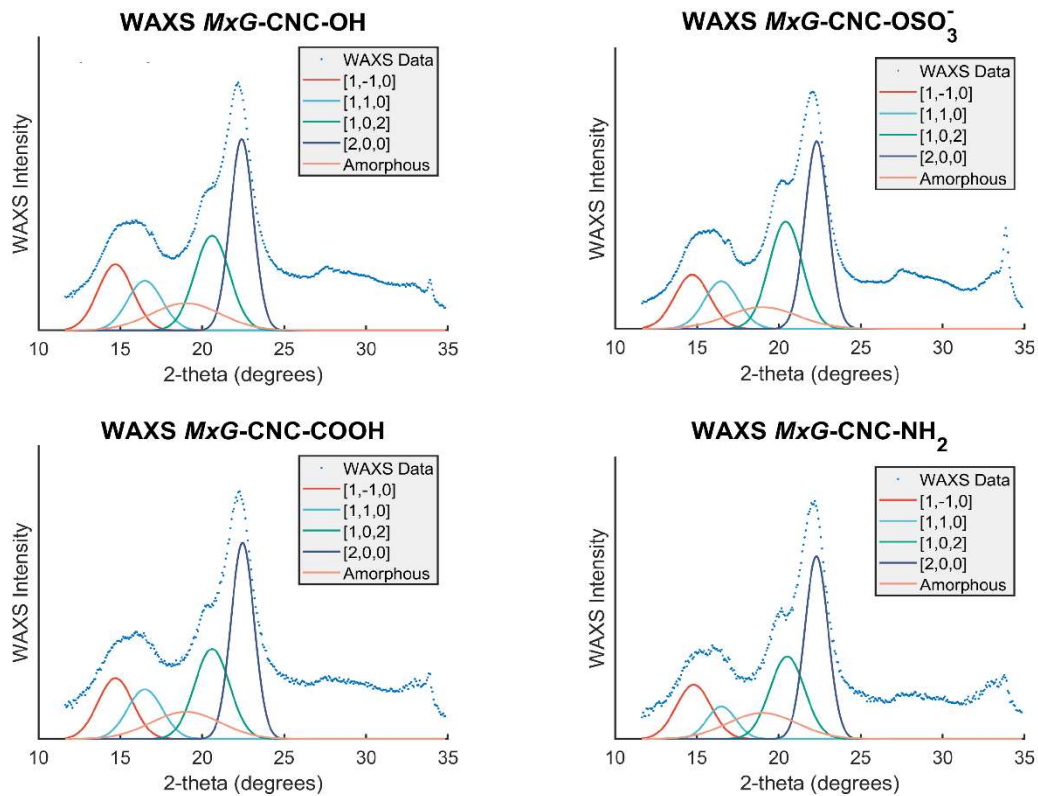 WAXS MxG-CNC-OH
WAXS Intensity
WAXS Data
[1,-1,0]
[1,1,0]
[1,0,2]
[2,0,0]
Amorphous
10 15 20 25 30 35
2-theta (degrees)
WAXS MxG-CNC-OSO₃⁻
WAXS Intensity
WAXS Data
[1,-1,0]
[1,1,0]
[1,0,2]
[2,0,0]
Amorphous
10 15 20 25 30 35
2-theta (degrees)
WAXS MxG-CNC-COOH
WAXS Intensity
WAXS Data
[1,-1,0]
[1,1,0]
[1,0,2]
[2,0,0]
Amorphous
10 15 20 25 30 35
2-theta (degrees)
WAXS MxG-CNC-NH₂
WAXS Intensity
WAXS Data
[1,-1,0]
[1,1,0]
[1,0,2]
[2,0,0]
Amorphous
10 15 20 25 30 35
2-theta (degrees)